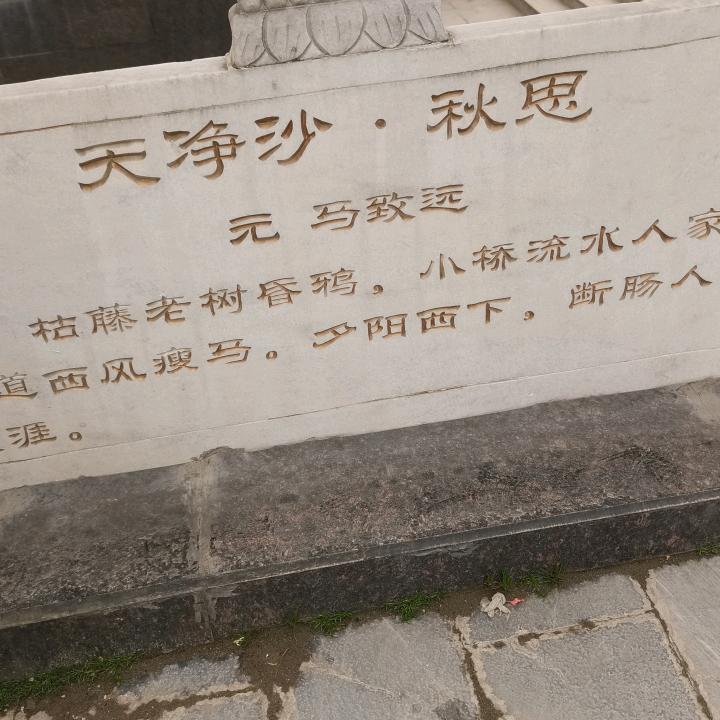 天净沙·秋思
元 马致远
枯藤老树昏鸦，小桥流水人家
道西风瘦马。夕阳西下，断肠人
涯。